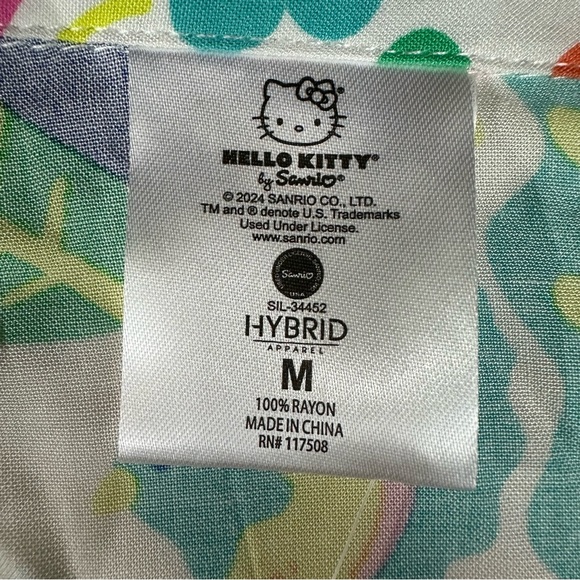 HELLO KITTY®
by Sanrio®
© 2024 SANRIO CO., LTD.
TM and ® denote U.S. Trademarks
Used Under License.
www.sanrio.com
Sanrio
SIL-34452
HYBRID
APPAREL
M
100% RAYON
MADE IN CHINA
RN# 117508